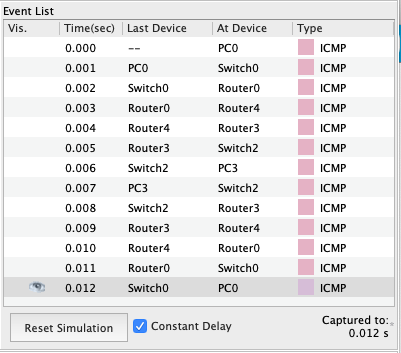 Event List
Vis. Time(sec) Last Device At Device Type
0.000 -- PC0 ICMP
0.001 PC0 Switch0 ICMP
0.002 Switch0 Router0 ICMP
0.003 Router0 Router4 ICMP
0.004 Router4 Router3 ICMP
0.005 Router3 Switch2 ICMP
0.006 Switch2 PC3 ICMP
0.007 PC3 Switch2 ICMP
0.008 Switch2 Router3 ICMP
0.009 Router3 Router4 ICMP
0.010 Router4 Router0 ICMP
0.011 Router0 Switch0 ICMP
0.012 Switch0 PC0 ICMP
Reset Simulation Constant Delay Captured to:
0.012 s